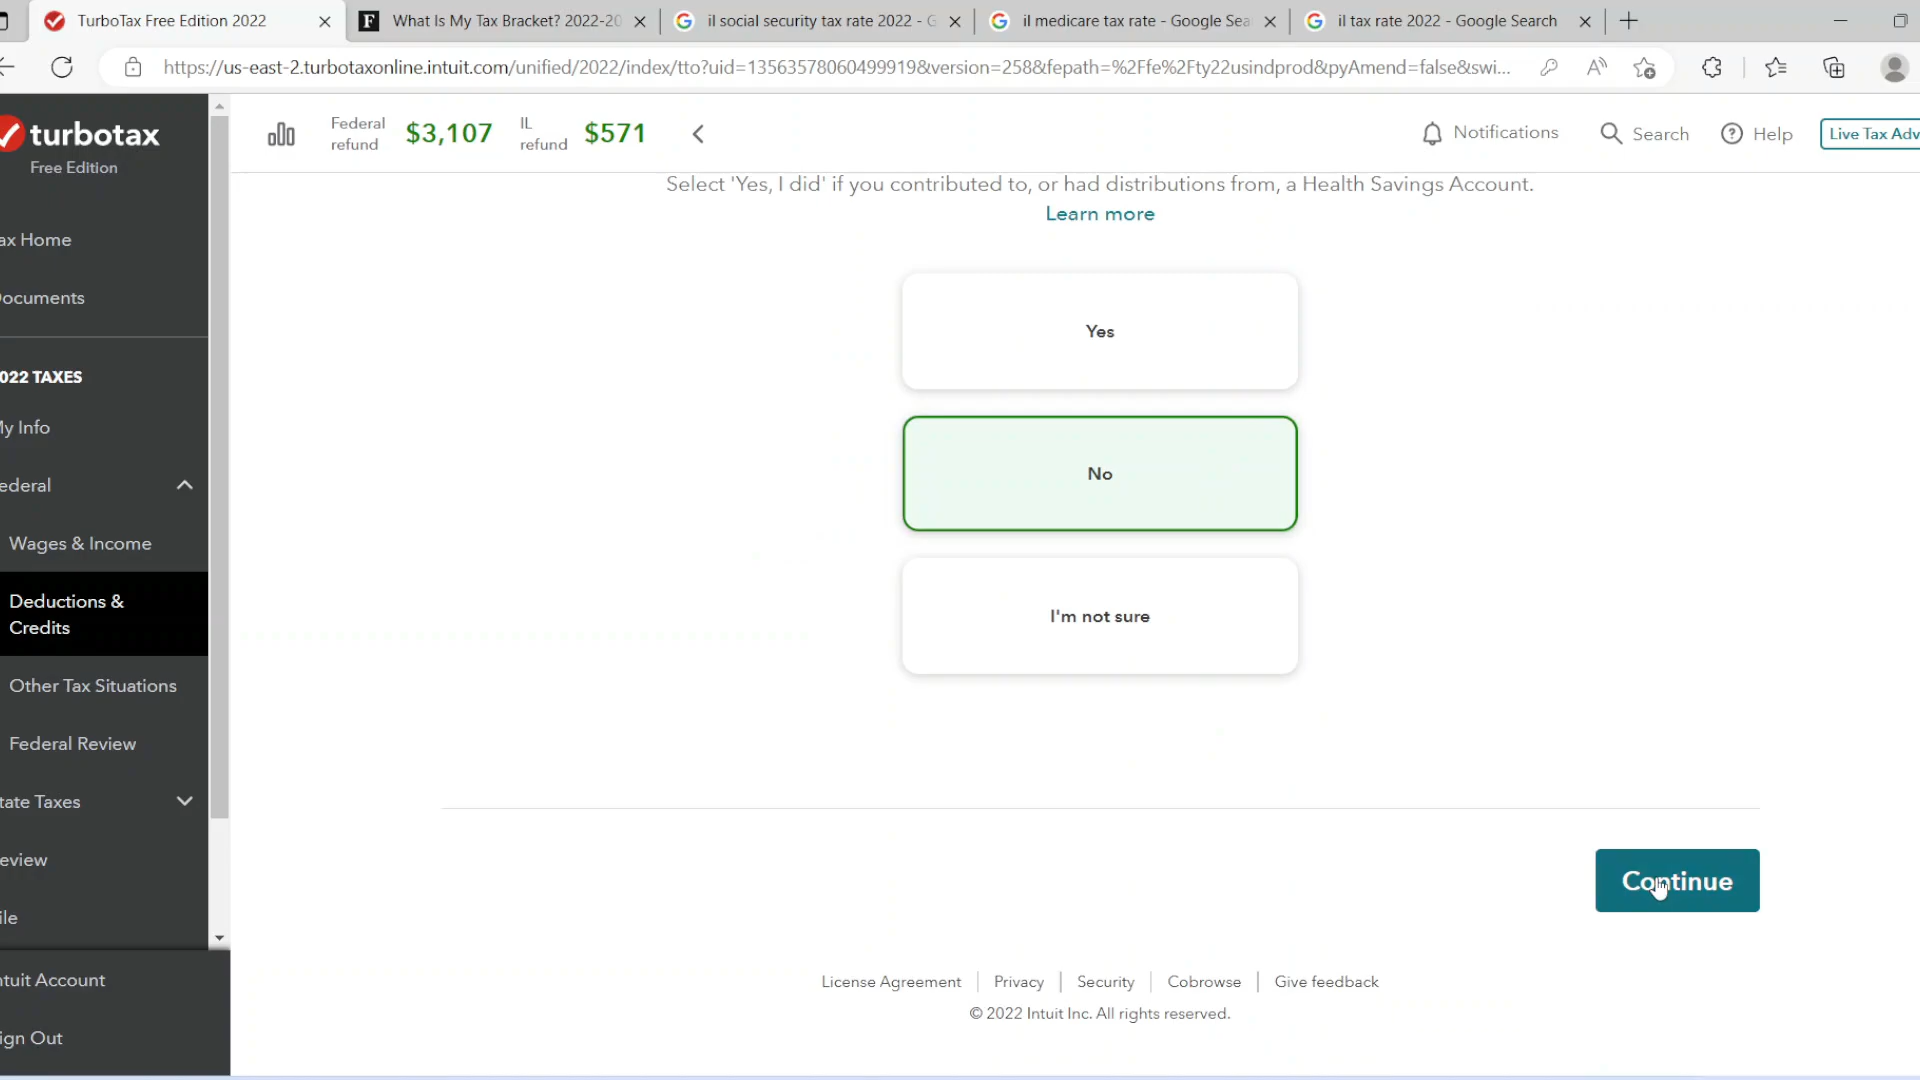 TurboTax Free Edition 2022
What Is My Tax Bracket? 2022-20
il social security tax rate 2022 - G
il medicare tax rate - Google Sea
il tax rate 2022 - Google Search
https://us-east-2.turbotaxonline.intuit.com/unified/2022/index/tto?uid=13563578060499919&version=258&fepath=%2Ffe%2Fty22usindprod&pyAmend=false&swi...
turbotax
Free Edition
Federal refund $3,107
IL refund $571
Notifications
Search
Help
Live Tax Adv
ax Home
ocuments
022 TAXES
My Info
ederal
Wages & Income
Deductions &
Credits
Other Tax Situations
Federal Review
tate Taxes
eview
ile
ntuit Account
ign Out
Select 'Yes, I did' if you contributed to, or had distributions from, a Health Savings Account.
Learn more
Yes
No
I'm not sure
Continue
License Agreement | Privacy | Security | Cobrowse | Give feedback
© 2022 Intuit Inc. All rights reserved.